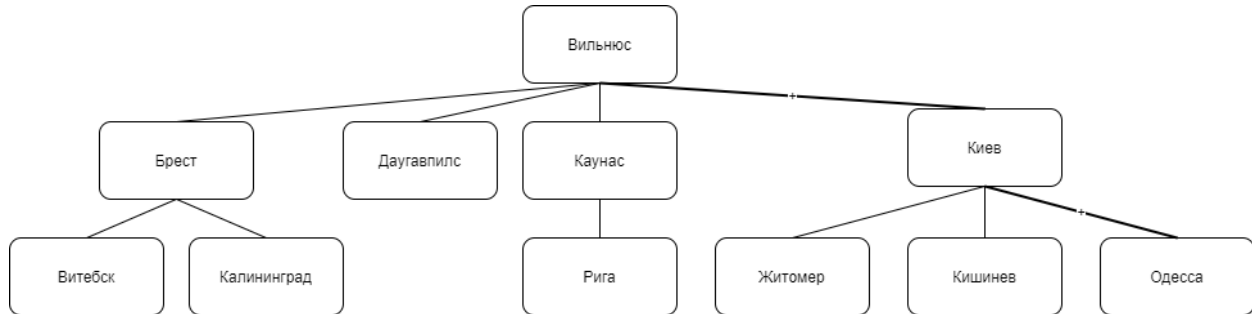 Вильнюс
+
Брест
Даугавпилс
Каунас
Киев
+
Витебск
Калининград
Рига
Житомер
Кишинев
Одесса